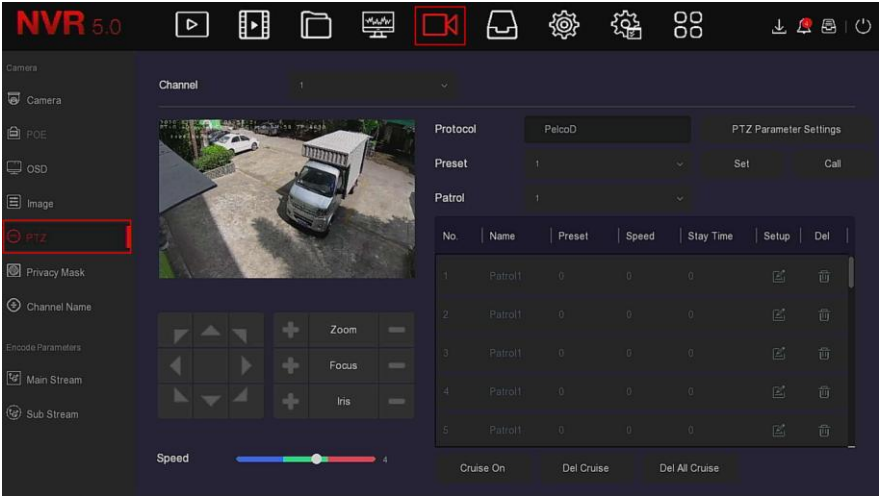 NVR 5.0
Camera
Camera
POE
OSD
Image
PTZ
Privacy Mask
Channel Name
Encode Parameters
Main Stream
Sub Stream
Channel 1
Protocol PelcoD PTZ Parameter Settings
Preset 1 Set Call
Patrol 1
No. Name Preset Speed Stay Time Setup Del
1 Patrol1 0 0 0
2 Patrol1 0 0 0
3 Patrol1 0 0 0
4 Patrol1 0 0 0
5 Patrol1 0 0 0
Zoom
Focus
Iris
Speed 4
Cruise On Del Cruise Del All Cruise